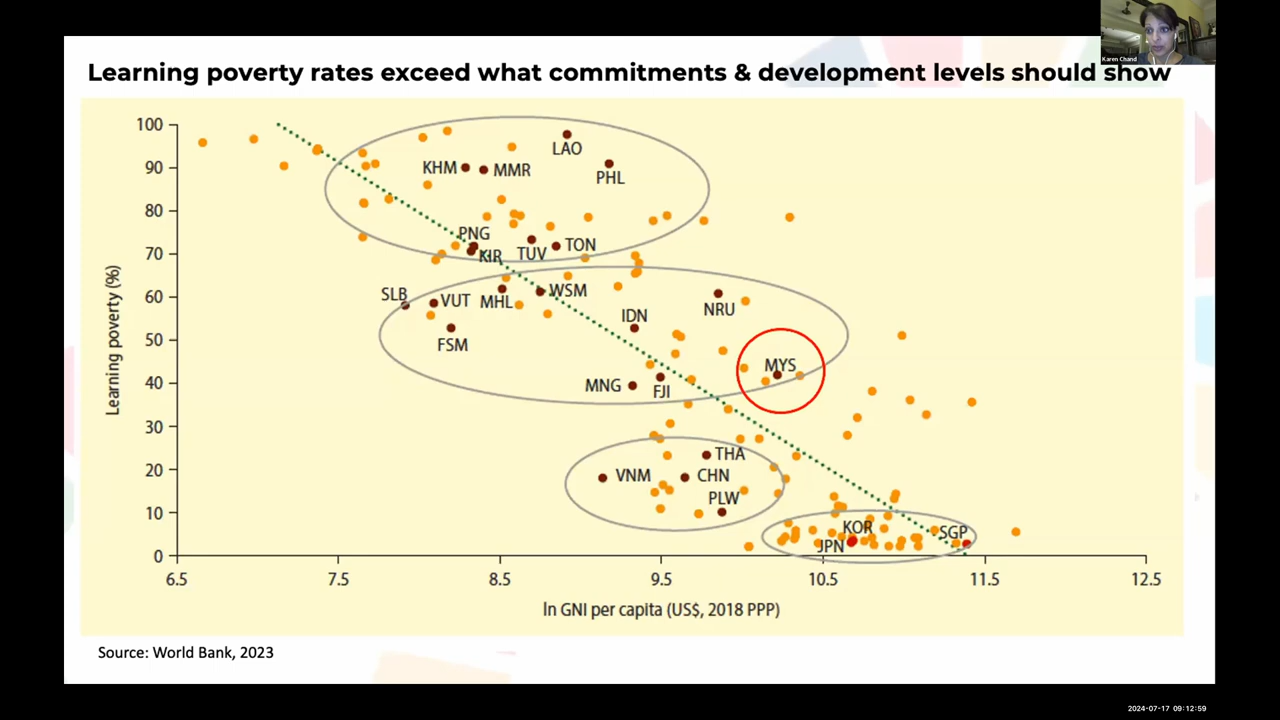 Karen Chand
Learning poverty rates exceed what commitments & development levels should show
Learning poverty (%)
100
90
80
70
60
50
40
30
20
10
0
LAO
PHL
KHM
MMR
PNG
KIR
TUV
TON
SLB
VUT
MHL
WSM
FSM
IDN
NRU
MYS
MNG
FJI
THA
VNM
CHN
PLW
KOR
SGP
JPN
6.5
7.5
8.5
9.5
10.5
11.5
12.5
ln GNI per capita (US$, 2018 PPP)
Source: World Bank, 2023
2024-07-17 09:12:59